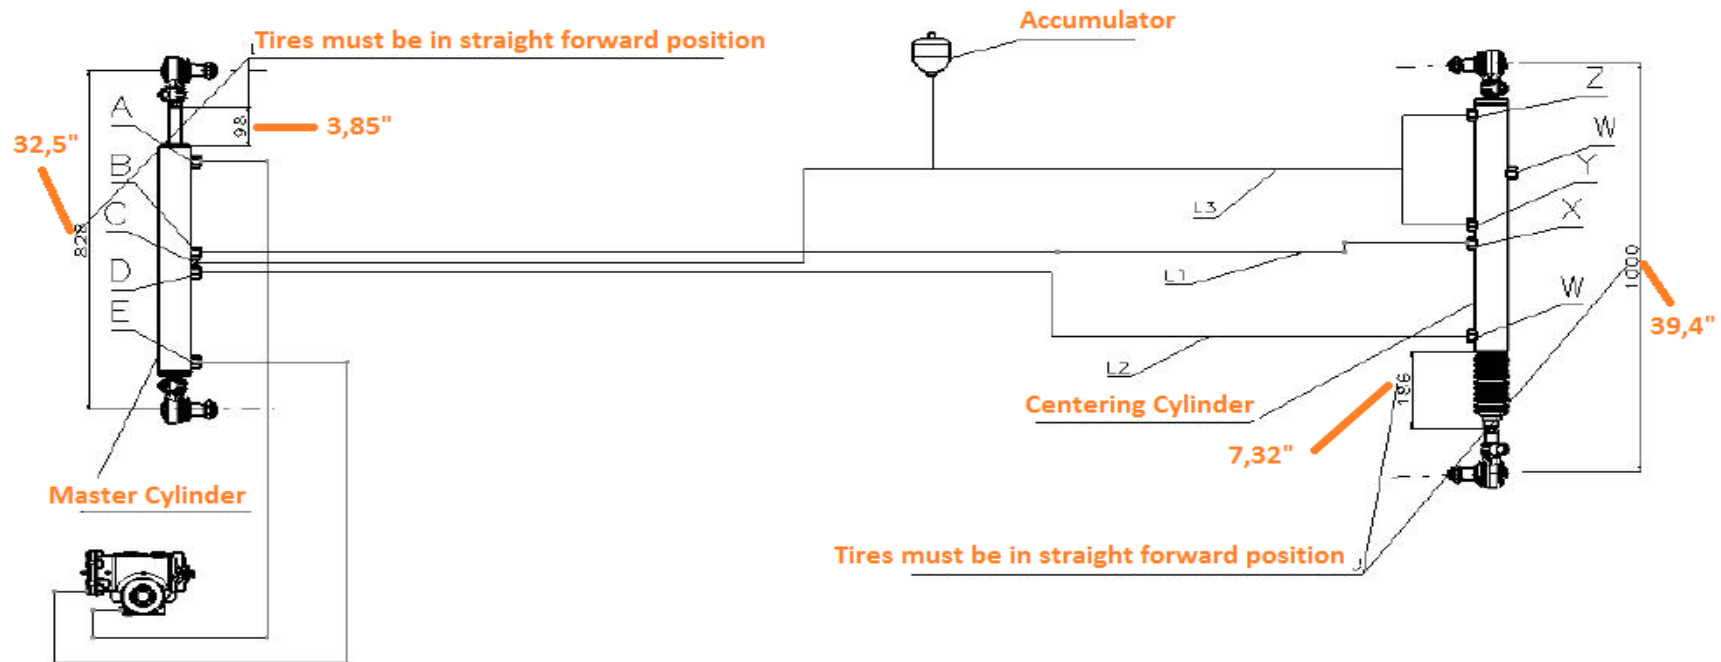 Accumulator
Tires must be in straight forward position
A
98
3,85"
32,5"
B
C
828
D
E
Master Cylinder
L3
L1
L2
Z
W
Y
X
1000
W
39,4"
186
Centering Cylinder
7,32"
Tires must be in straight forward position